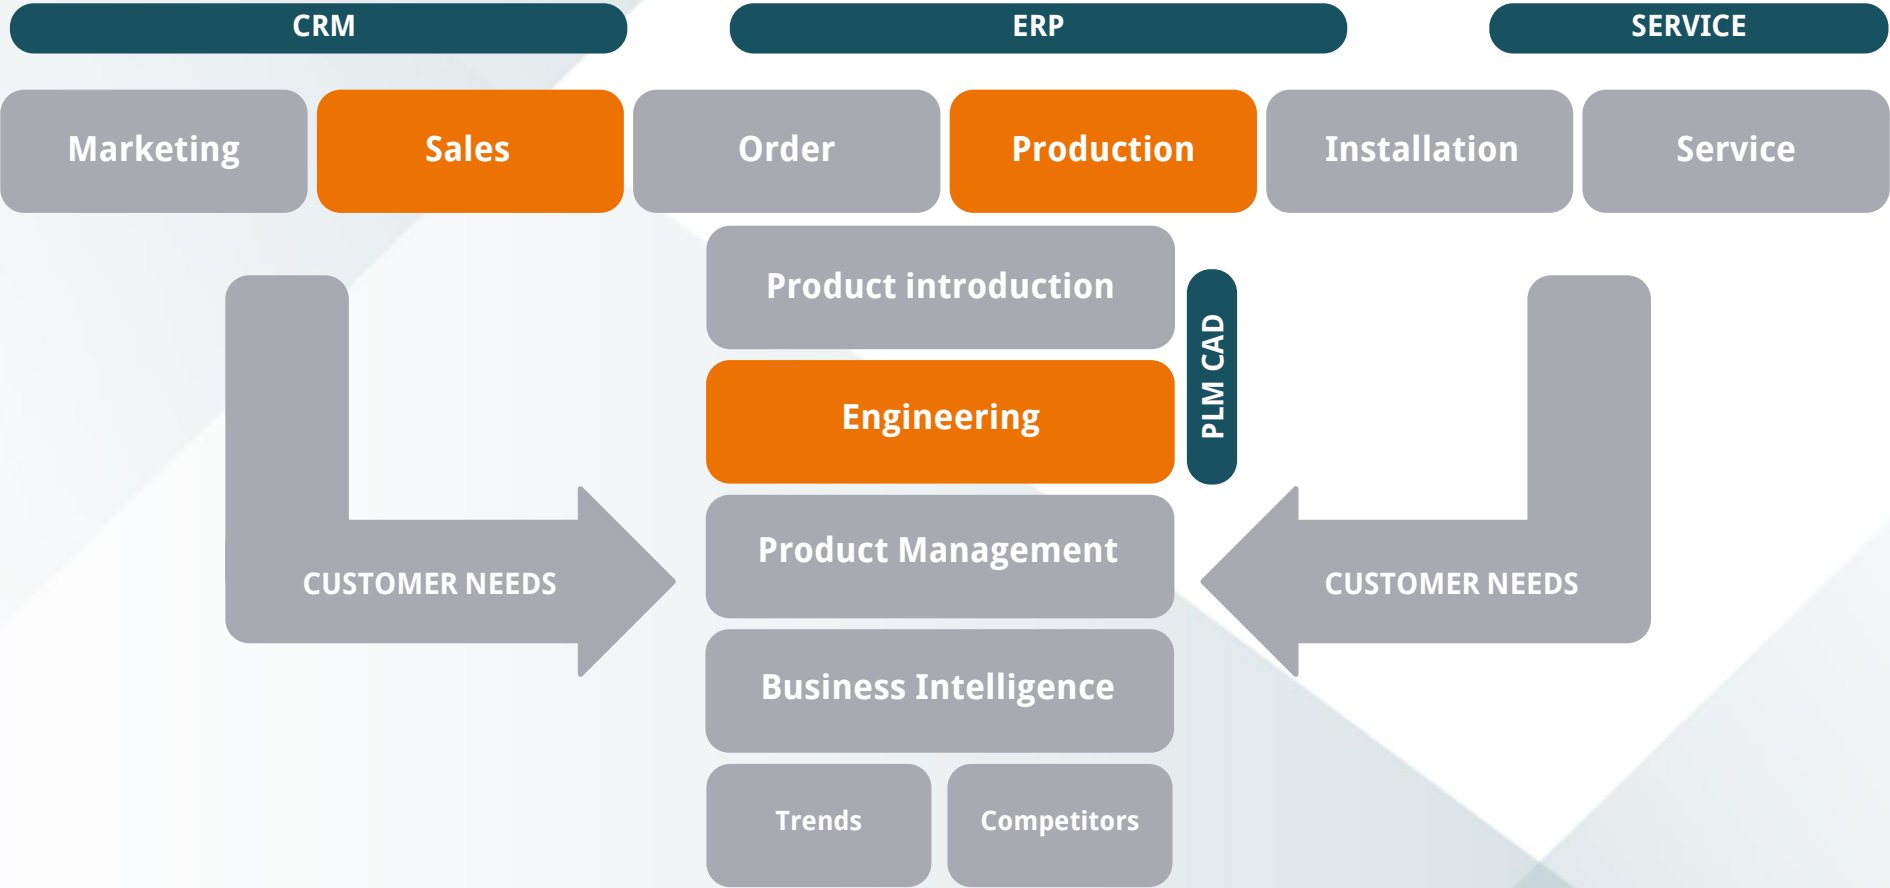 CRM
ERP
SERVICE
Marketing
Sales
Order
Production
Installation
Service
Product introduction
PLM CAD
Engineering
Product Management
CUSTOMER NEEDS
CUSTOMER NEEDS
Business Intelligence
Trends
Competitors